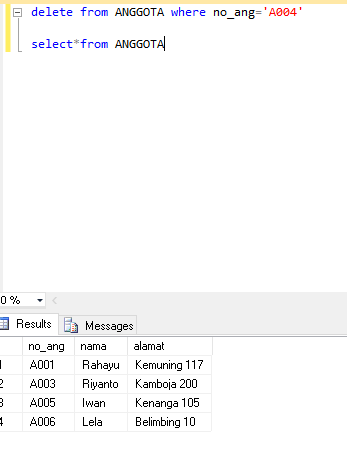 delete from ANGGOTA where no_ang='A004'
select*from ANGGOTA
0 %
Results Messages
no_ang nama alamat
1 A001 Rahayu Kemuning 117
2 A003 Riyanto Kamboja 200
3 A005 Iwan Kenanga 105
4 A006 Lela Belimbing 10